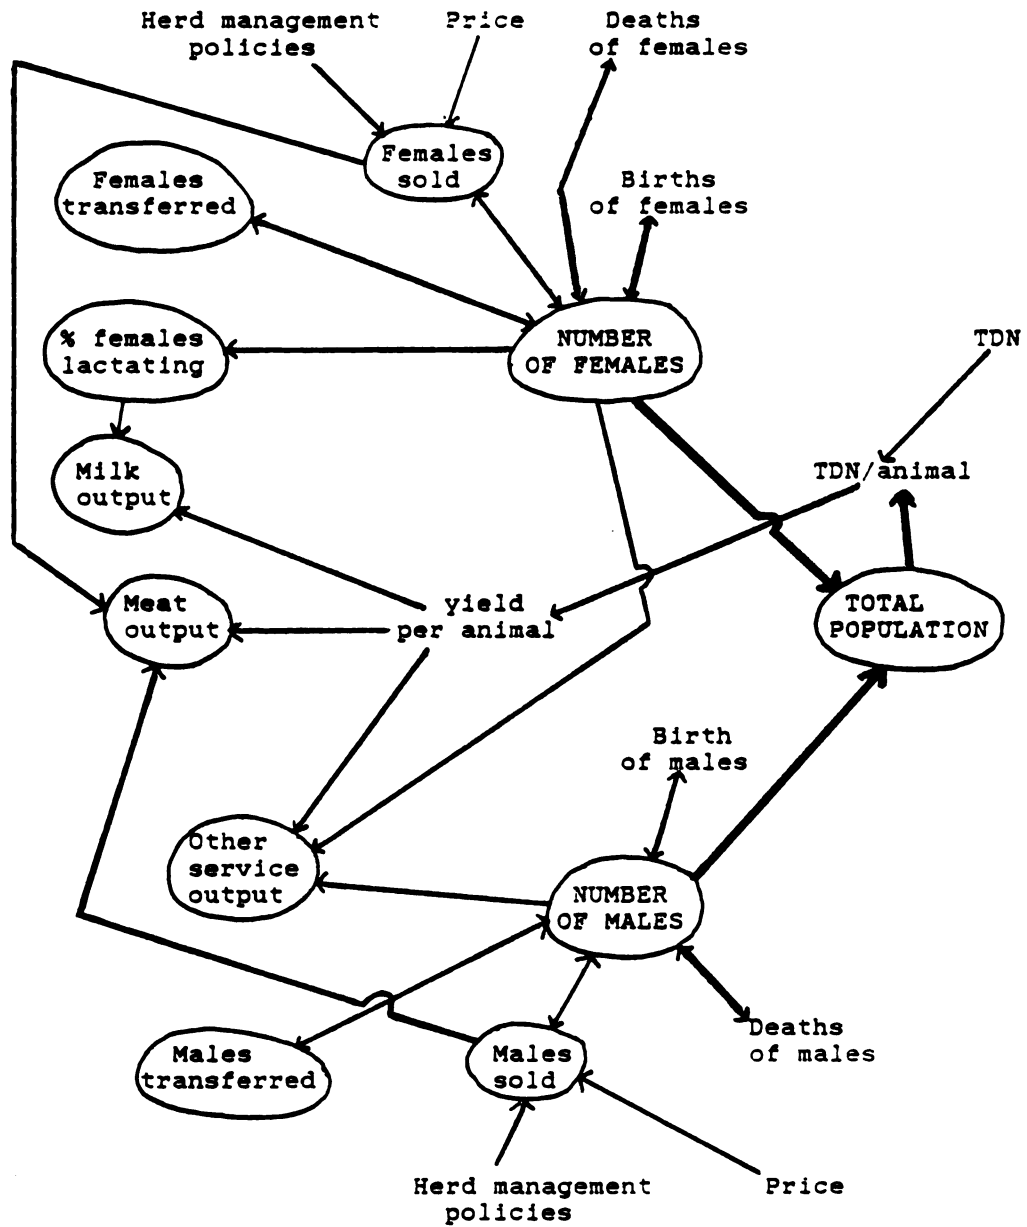 Herd management
policies
Price
Deaths
of females
Females
sold
Females
transferred
Births
of females
% females
lactating
NUMBER
OF FEMALES
TDN
Milk
output
TDN/animal
Meat
output
yield
per animal
TOTAL
POPULATION
Birth
of males
Other
service
output
NUMBER
OF MALES
Males
transferred
Males
sold
Deaths
of males
Herd management
policies
Price